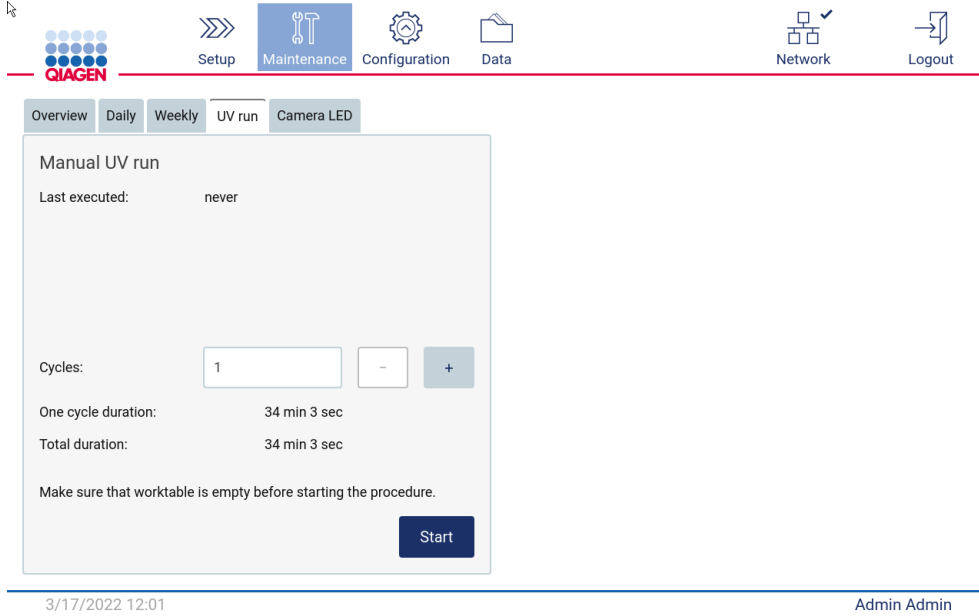 Setup Maintenance Configuration Data Network Logout
QIAGEN
Overview Daily Weekly UV run Camera LED
Manual UV run
Last executed: never
Cycles: 1 - +
One cycle duration: 34 min 3 sec
Total duration: 34 min 3 sec
Make sure that worktable is empty before starting the procedure.
Start
3/17/2022 12:01 Admin Admin